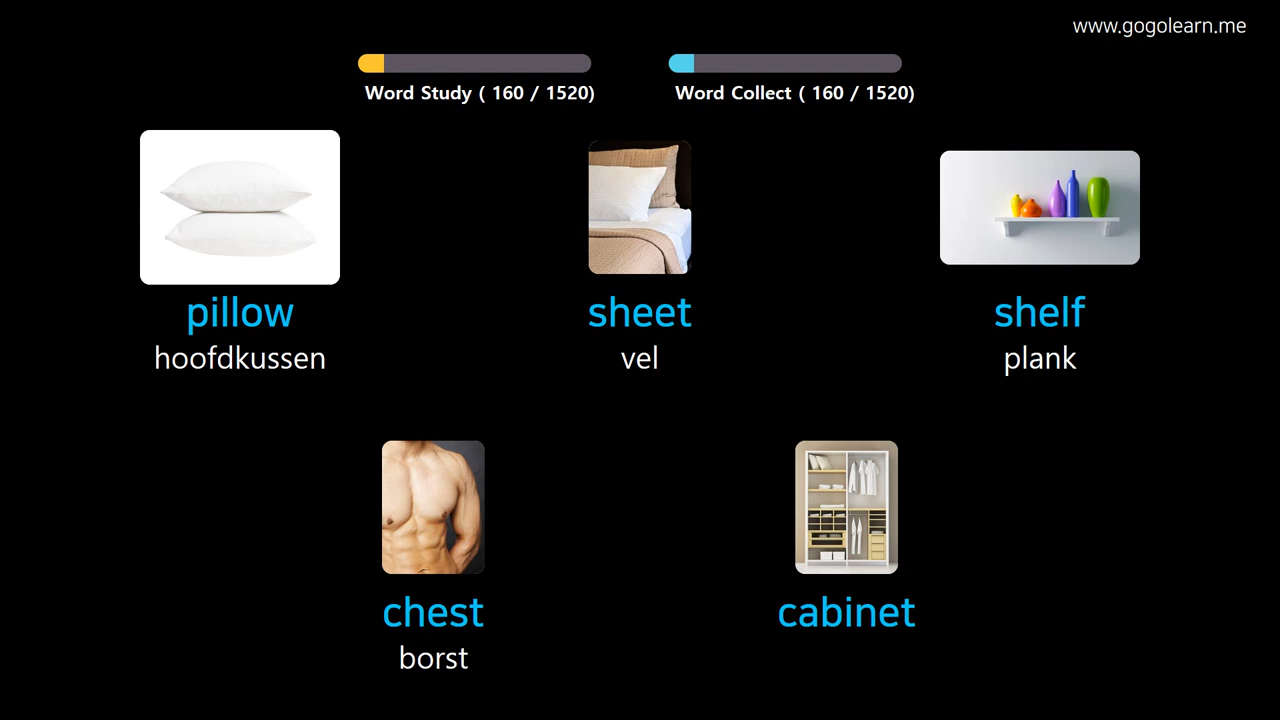 www.gogolearn.me
Word Study ( 160 / 1520)
Word Collect ( 160 / 1520)
pillow
hoofdkussen
sheet
vel
shelf
plank
chest
borst
cabinet